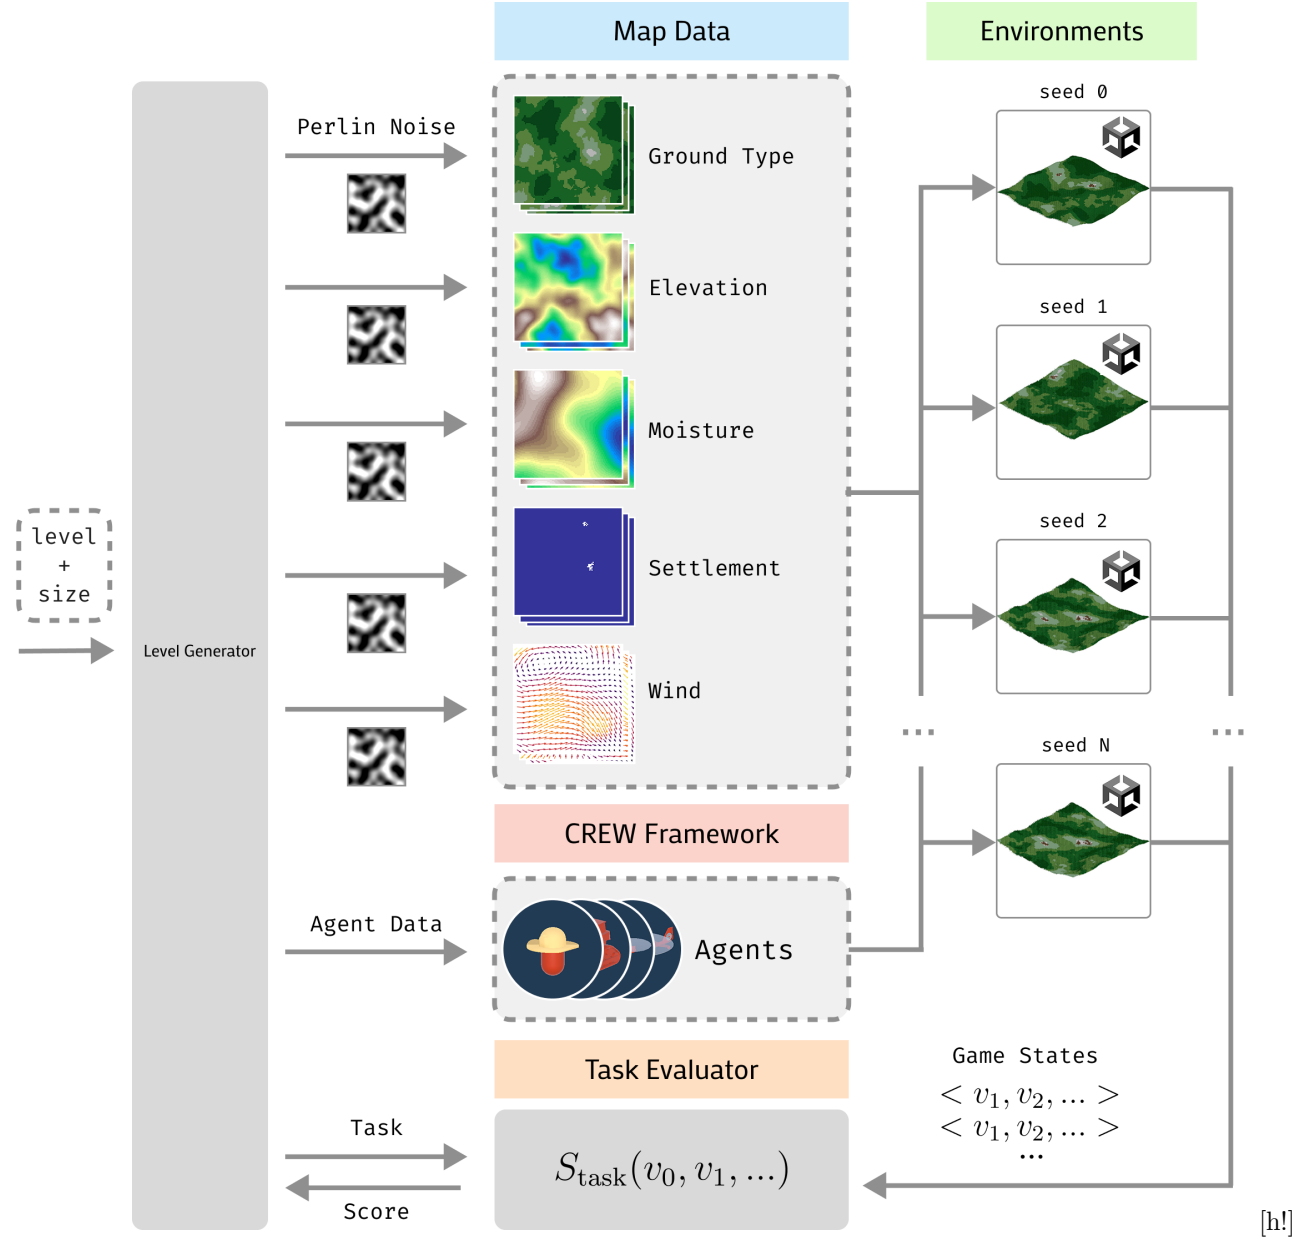 Map Data
Environments
seed 0
Perlin Noise
Ground Type
Elevation
seed 1
Moisture
level
+
size
seed 2
Settlement
Level Generator
Wind
seed N
CREW Framework
Agent Data
Agents
Task Evaluator
Game States
< v₁, v₂, ... >
< v₁, v₂, ... >
...
Task
S_task(v₀, v₁, ...)
Score
[h!]